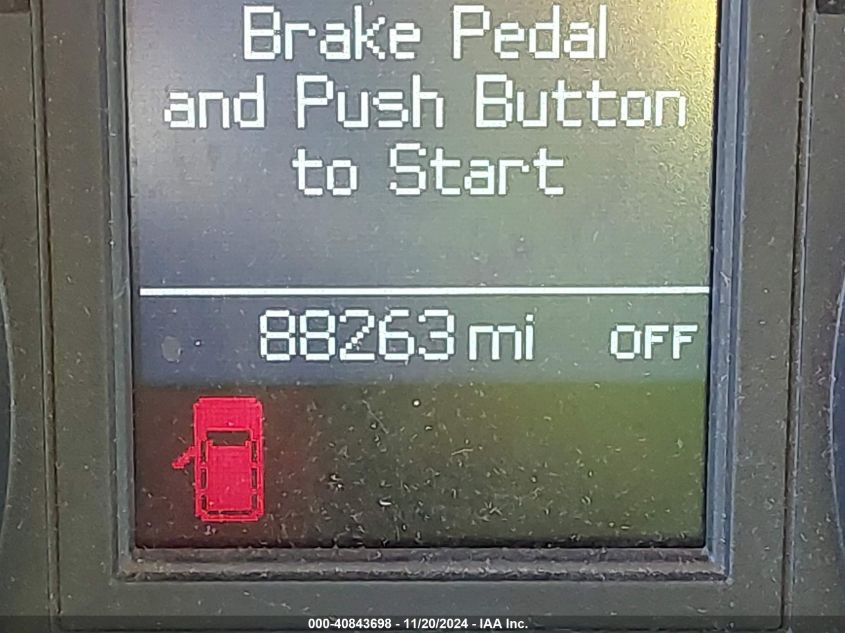 Brake Pedal
and Push Button
to Start
88263 mi OFF
000-40843698 - 11/20/2024 - IAA Inc.